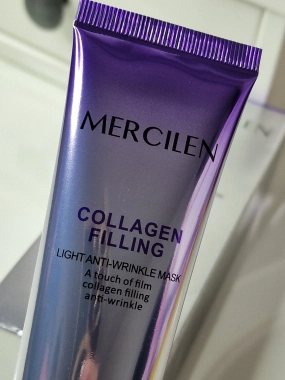 MERCILEN
COLLAGEN
FILLING
LIGHT ANTI-WRINKLE MASK
A touch of film
collagen filling
anti-wrinkle